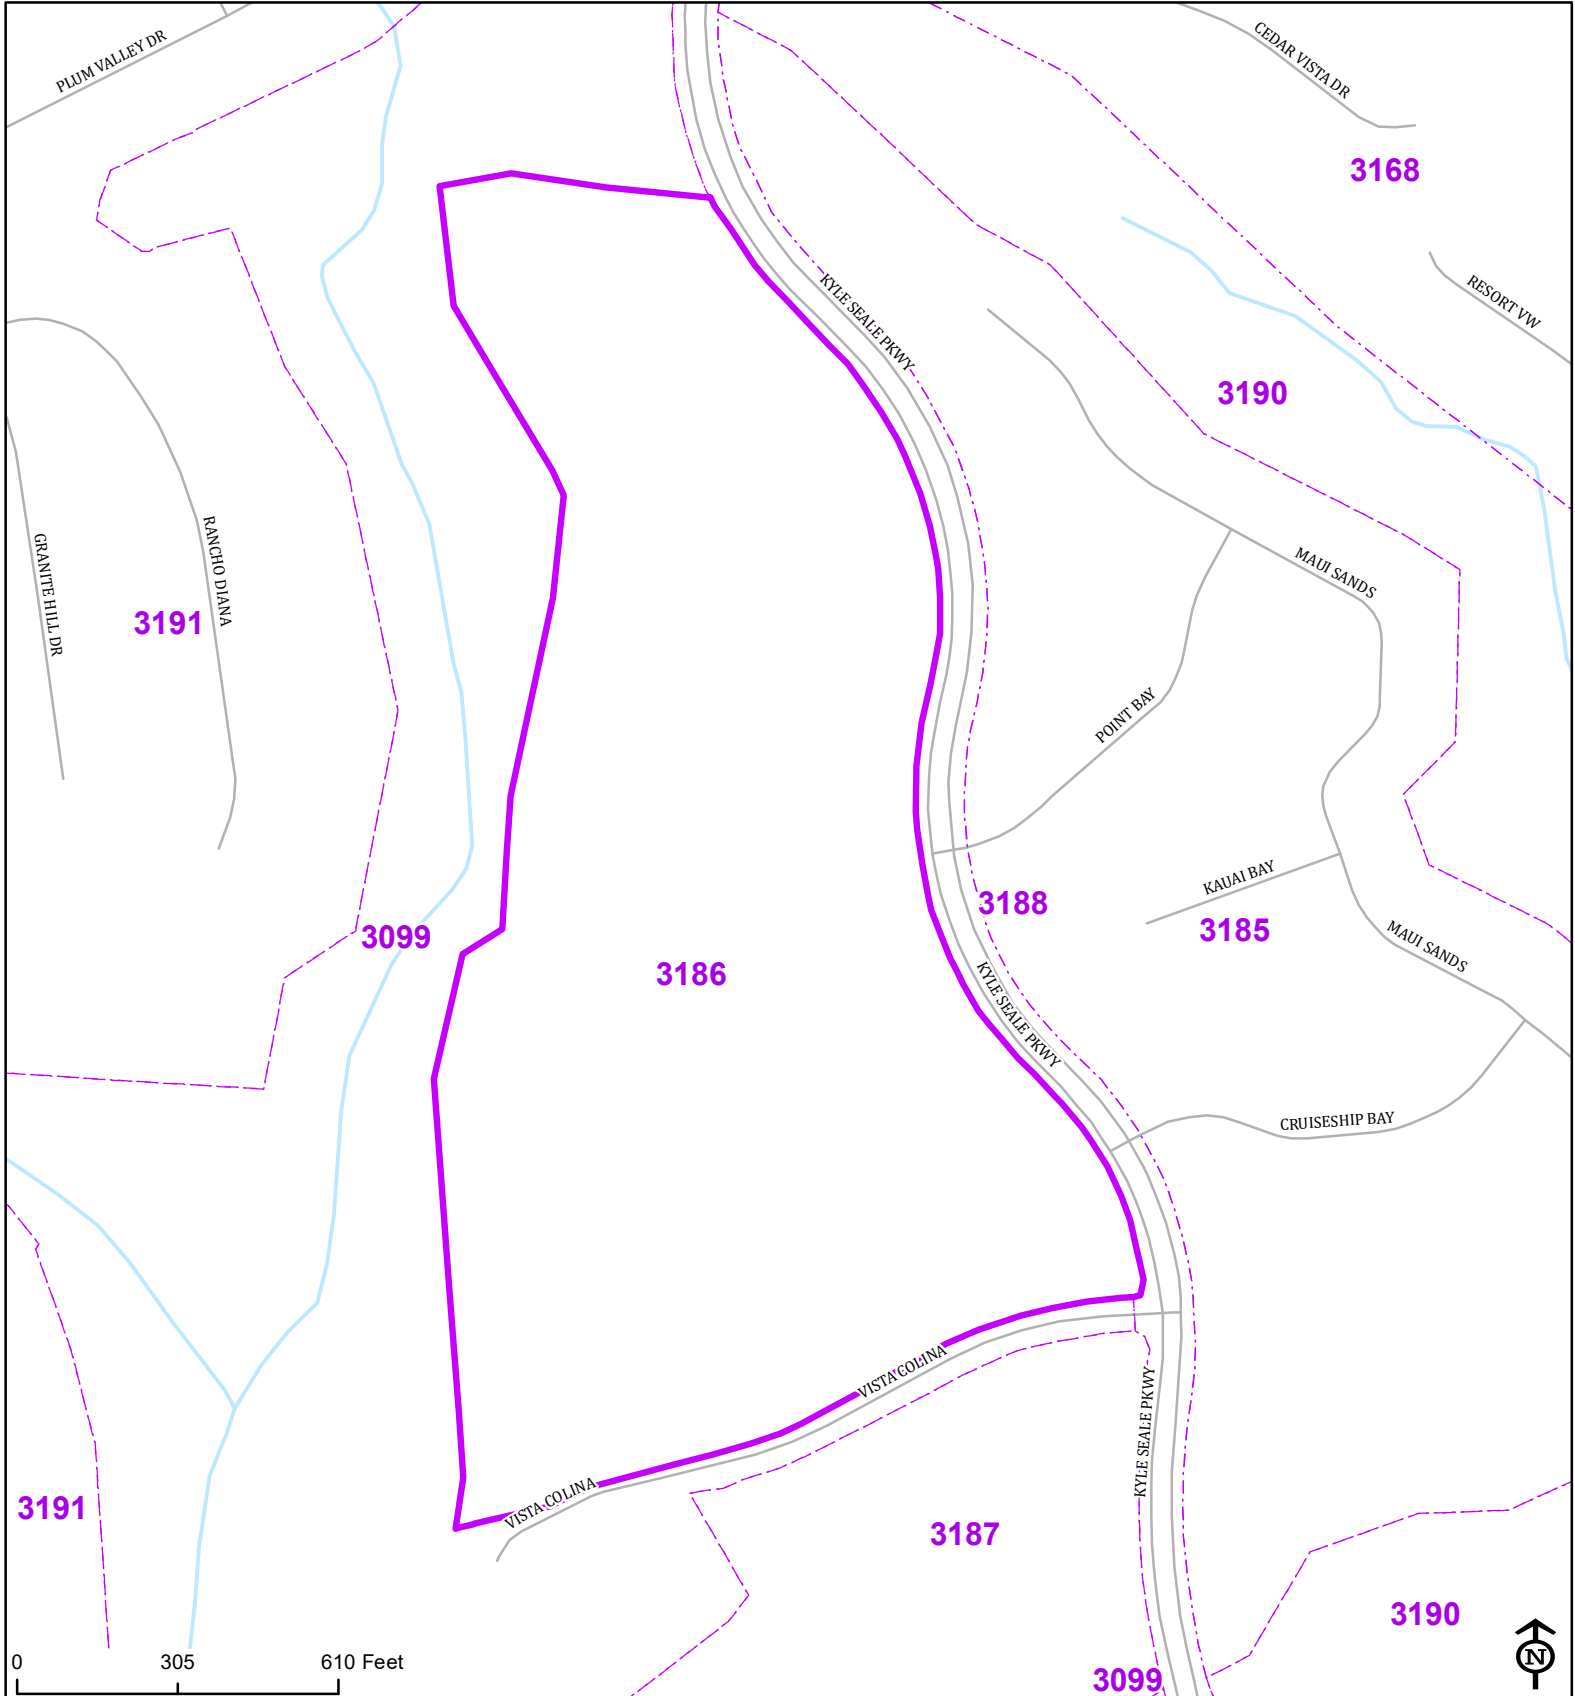 PLUM VALLEY DR
CEDAR VISTA DR
3168
RESORT VW
KYLE SEALE PKWY
3190
GRANITE HILL DR
RANCHO DIANA
MAUI SANDS
3191
POINT BAY
KAUAI BAY
3188
3185
3099
MAUI SANDS
3186
KYLE SEALE PKWY
CRUISESHIP BAY
VISTA COLINA
KYLE SEALE PKWY
VISTA COLINA
3191
3187
3190
N
0 305 610 Feet
3099